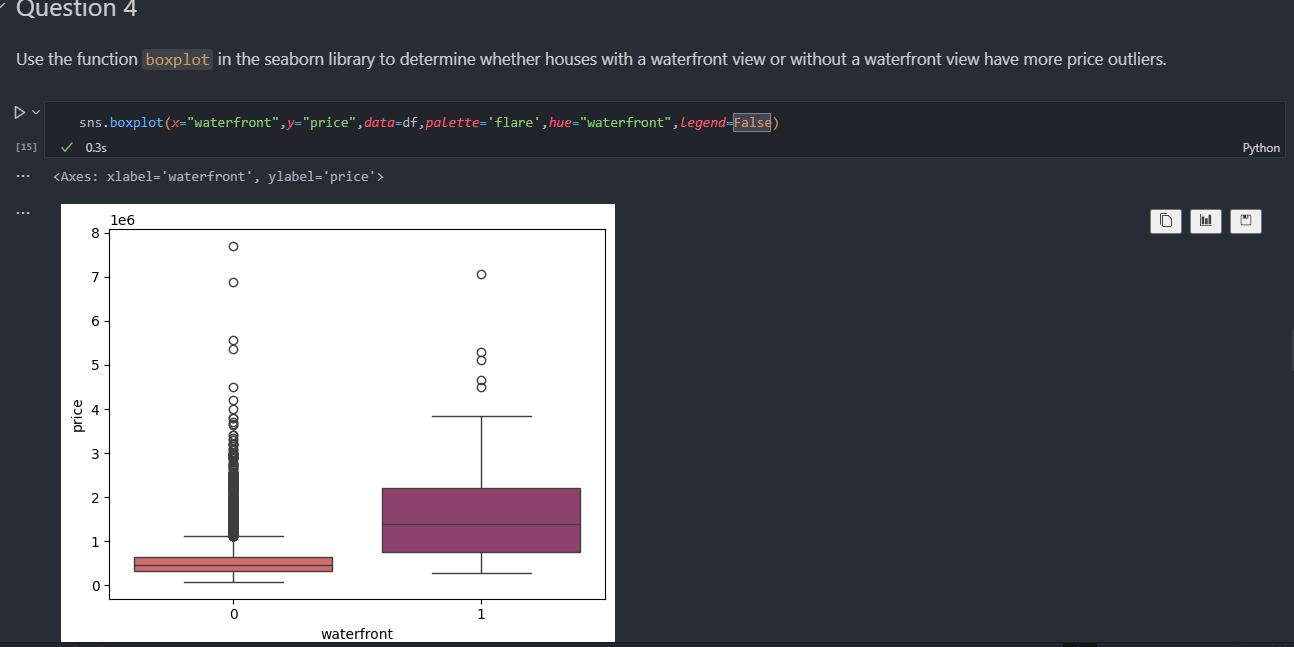 Question 4
Use the function boxplot in the seaborn library to determine whether houses with a waterfront view or without a waterfront view have more price outliers.
sns.boxplot(x="waterfront",y="price",data=df,palette='flare',hue="waterfront",legend=False)
[15]
0.3s
Python
<Axes: xlabel='waterfront', ylabel='price'>
1e6
8
7
6
5
4
3
2
1
0
price
0
1
waterfront